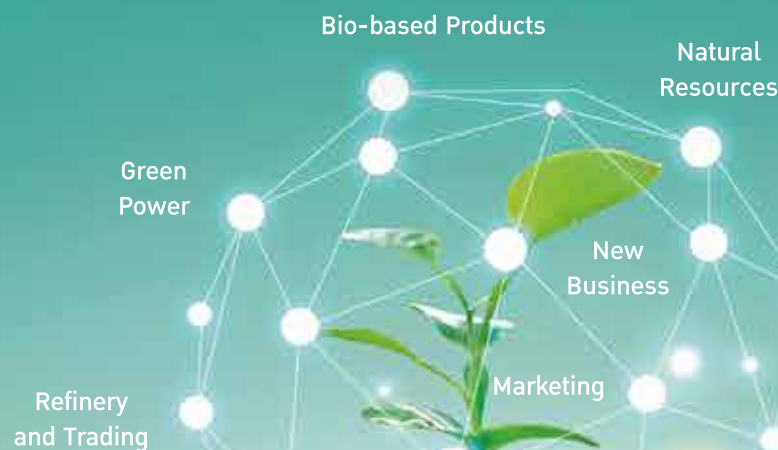 Bio-based Products
Natural
Resources
Green
Power
New
Business
Marketing
Refinery
and Trading